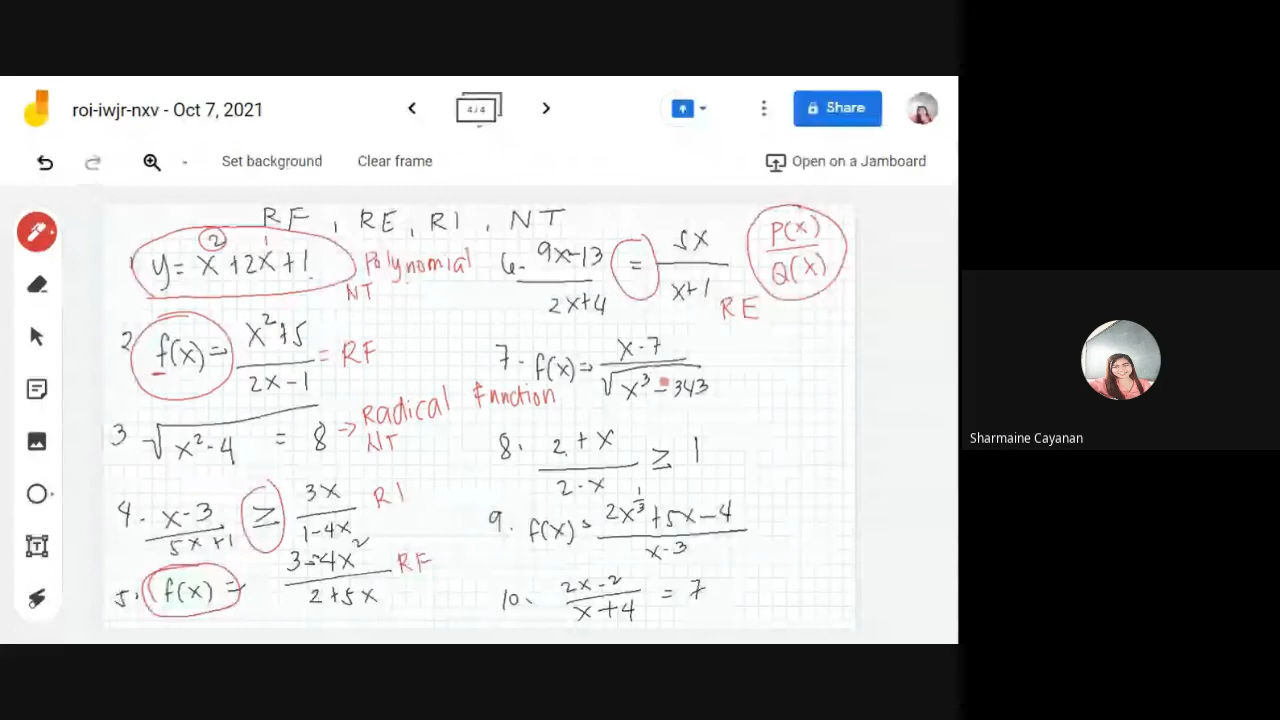 roi-iwjr-nxv - Oct 7, 2021
4/4
Share
Set background
Clear frame
Open on a Jamboard
RF, RE, RI, NT
y = x² + 2x¹ + 1
Polynomial
NT
2. f(x) = (x² + 5)/(2x - 1) = RF
3 √(x² - 4) = 8 → Radical function
NT
4. (x - 3)/(5x + 1) ≥ 3x/(1 - 4x) RI
5. f(x) = (3 - 4x²)/(2 + 5x) RF
6. (9x - 13)/(2x + 4) = 5x/(x + 1)
RE
P(x)/Q(x)
7. f(x) = (x - 7)/√(x³ - 343)
8. (2 + x)/(2 - x) ≥ 1
9. f(x) = (2x^(1/3) + 5x - 4)/(x - 3)
10. (2x - 2)/(x + 4) = 7
Sharmaine Cayanan